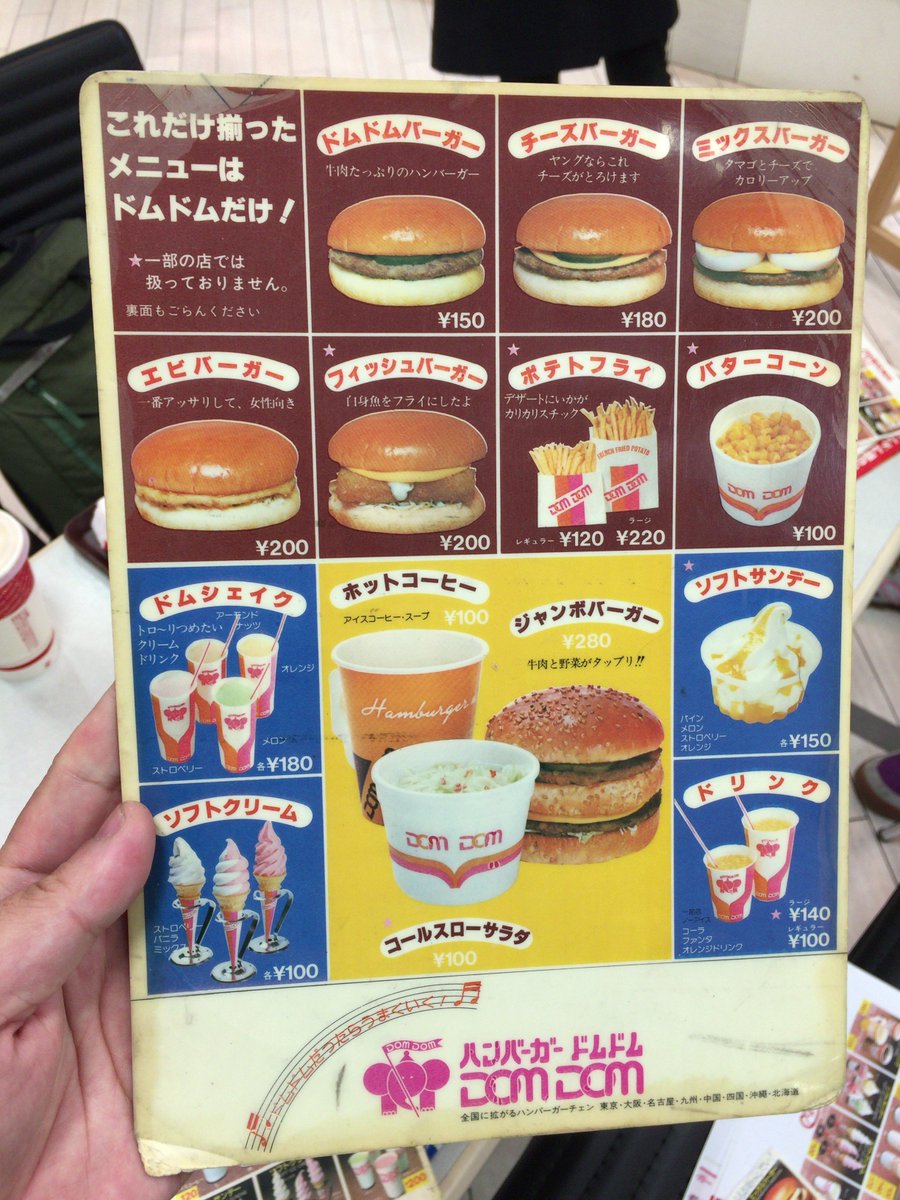 これだけ揃った
メニューは
ドムドムだけ!
★一部の店では
扱っておりません。
裏面もごらんください
ドムドムバーガー
牛肉たっぷりのハンバーガー
¥150
チーズバーガー
ヤングならこれ
チーズがとろけます
¥180
ミックスバーガー
タマゴとチーズで
カロリーアップ
¥200
エビバーガー
一番アッサリして、女性向き
¥200
★
フィッシュバーガー
白身魚をフライにしたよ
¥200
★
ポテトフライ
デザートにいかが
カリカリスチック
FRENCH FRIED POTATO
DOM DOM
DOM DOM
レギュラー ¥120
ラージ ¥220
★
バターコーン
DOM DOM
¥100
ドムシェイク
トロ〜りつめたい
クリーム
ドリンク
アーモンド
ナッツ
オレンジ
メロン
ストロベリー
各¥180
ホットコーヒー
アイスコーヒー・スープ ¥100
Hamburger
DOM
ジャンボバーガー
¥280
牛肉と野菜がタップリ!!
DOM DOM
★
コールスローサラダ
¥100
★
ソフトサンデー
パイン
メロン
ストロベリー
オレンジ
各¥150
ソフトクリーム
ストロベリー
バニラ
ミックス
各¥100
ドリンク
DOM DOM
DOM DOM
コーラ
ファンタ
オレンジドリンク
★ ラージ ¥140
レギュラー ¥100
DOM DOM
ハンバーガー ドムドム
DOM DOM
全国に拡がるハンバーガーチェン 東京・大阪・名古屋・九州・中国・四国・沖縄・北海道